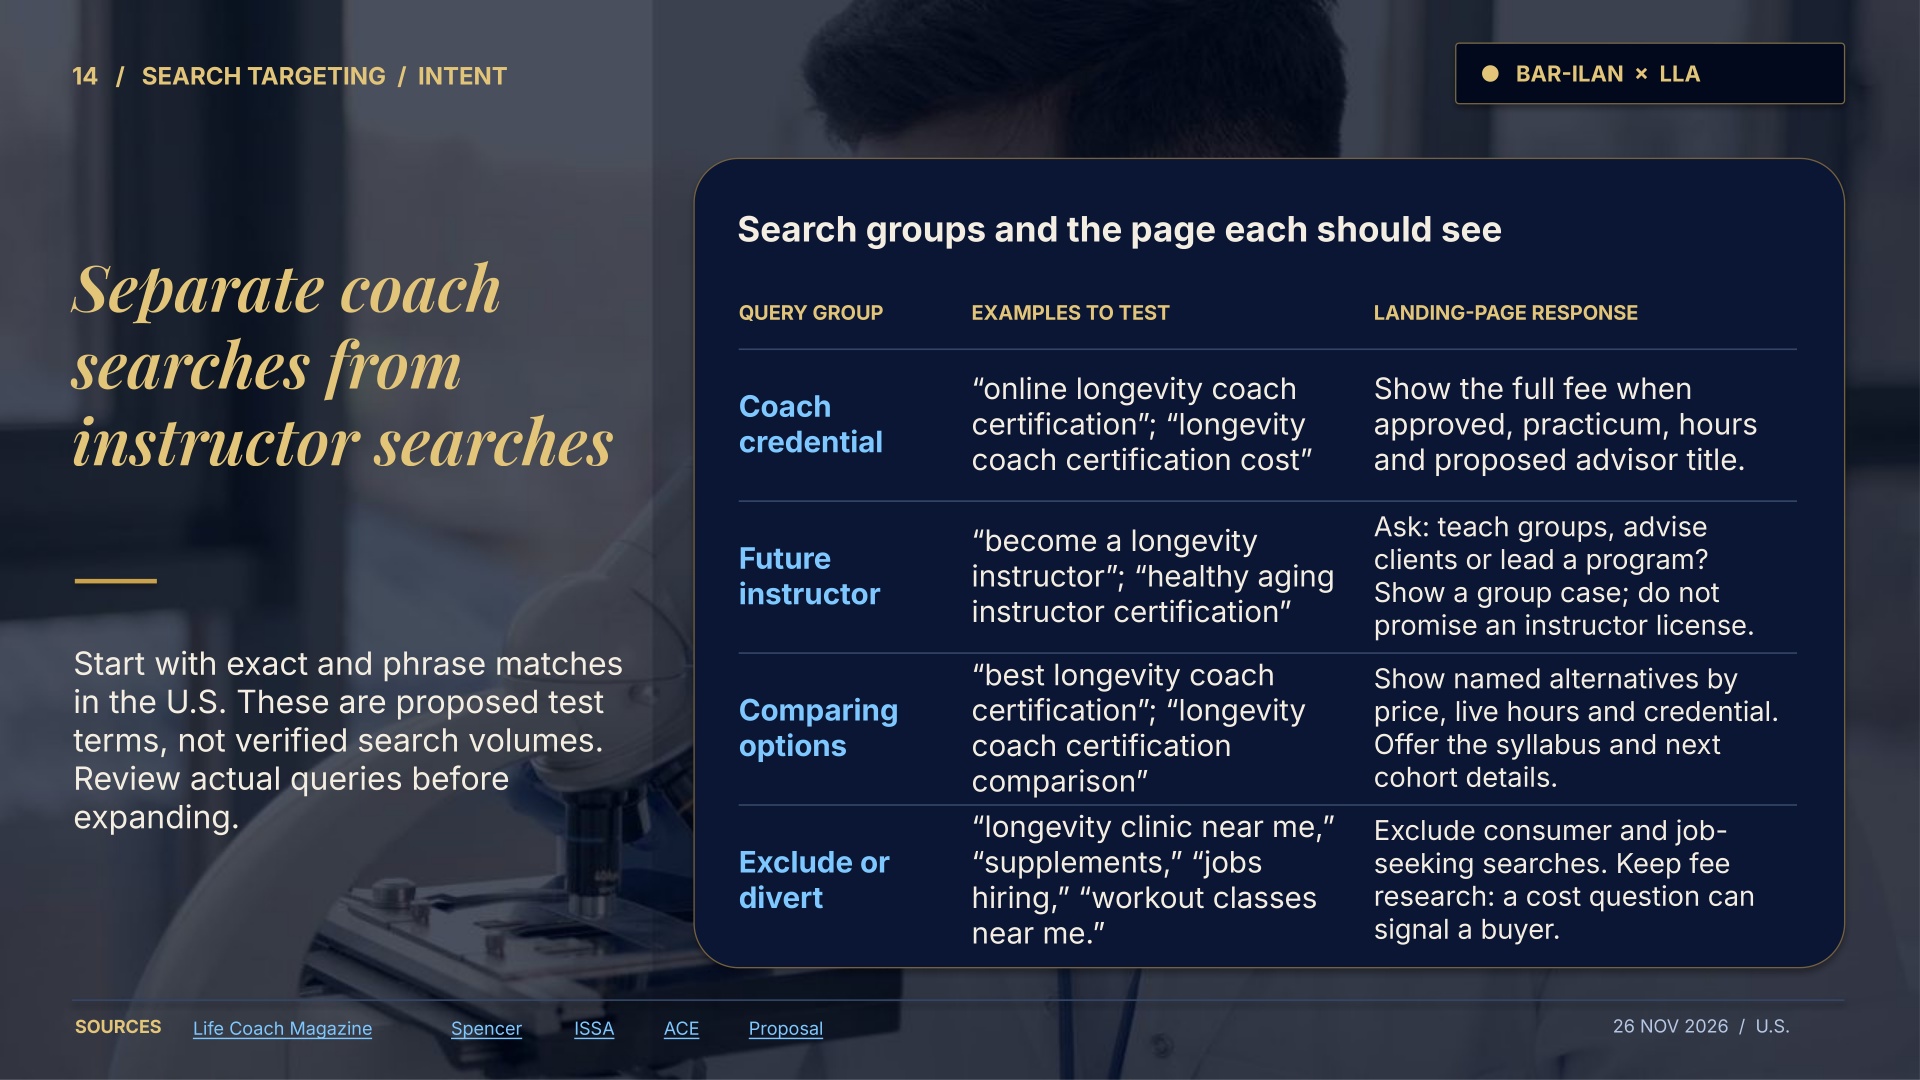 14 / SEARCH TARGETING / INTENT
BAR-ILAN × LLA
Separate coach
searches from
instructor searches
Start with exact and phrase matches
in the U.S. These are proposed test
terms, not verified search volumes.
Review actual queries before
expanding.
Search groups and the page each should see
QUERY GROUP
EXAMPLES TO TEST
LANDING-PAGE RESPONSE
Coach
credential
“online longevity coach
certification”; “longevity
coach certification cost”
Show the full fee when
approved, practicum, hours
and proposed advisor title.
Future
instructor
“become a longevity
instructor”; “healthy aging
instructor certification”
Ask: teach groups, advise
clients or lead a program?
Show a group case; do not
promise an instructor license.
Comparing
options
“best longevity coach
certification”; “longevity
coach certification
comparison”
Show named alternatives by
price, live hours and credential.
Offer the syllabus and next
cohort details.
Exclude or
divert
“longevity clinic near me,”
“supplements,” “jobs
hiring,” “workout classes
near me.”
Exclude consumer and job-
seeking searches. Keep fee
research: a cost question can
signal a buyer.
SOURCES
Life Coach Magazine
Spencer
ISSA
ACE
Proposal
26 NOV 2026 / U.S.